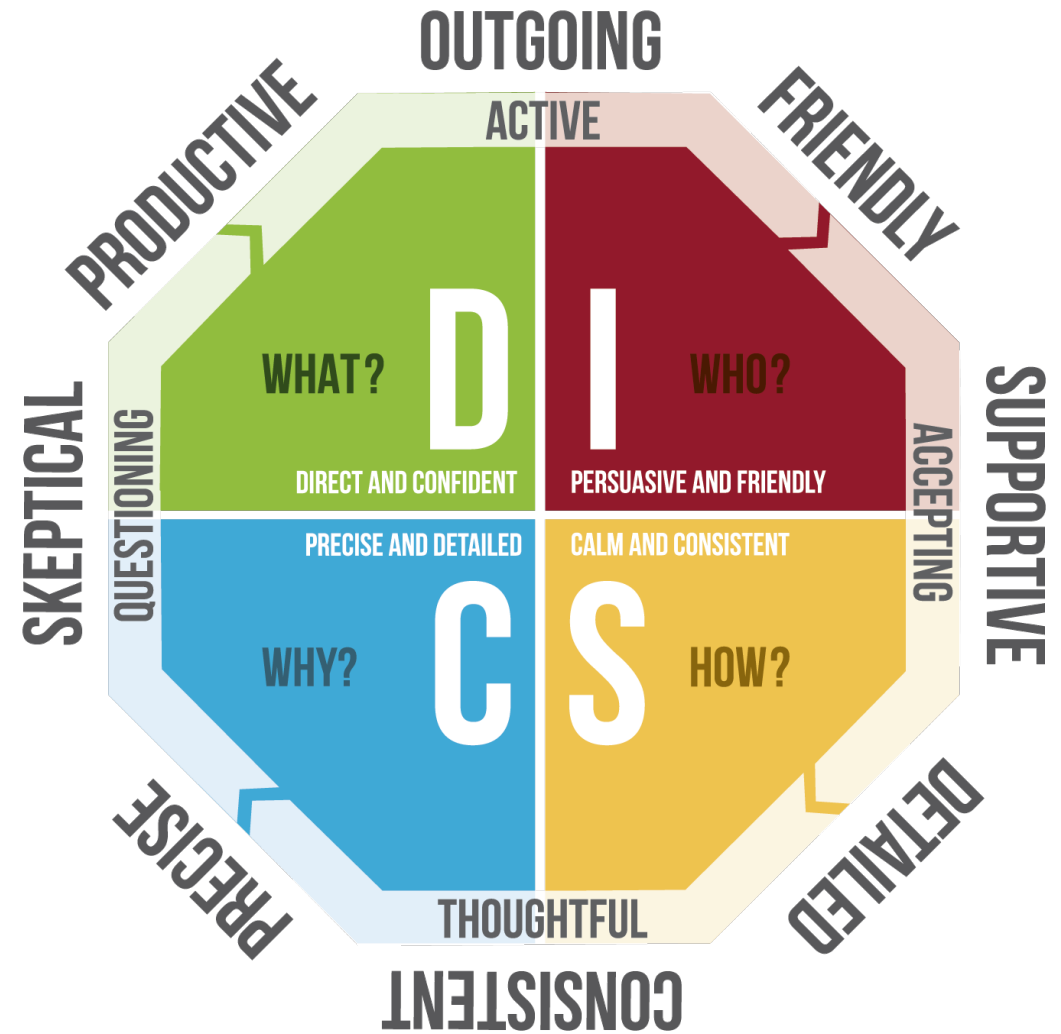 OUTGOING
PRODUCTIVE
FRIENDLY
ACTIVE
WHAT?
D
I
WHO?
DIRECT AND CONFIDENT
PERSUASIVE AND FRIENDLY
SKEPTICAL
QUESTIONING
ACCEPTING
SUPPORTIVE
PRECISE AND DETAILED
CALM AND CONSISTENT
WHY?
C
S
HOW?
PRECISE
DETAILED
THOUGHTFUL
CONSISTENT